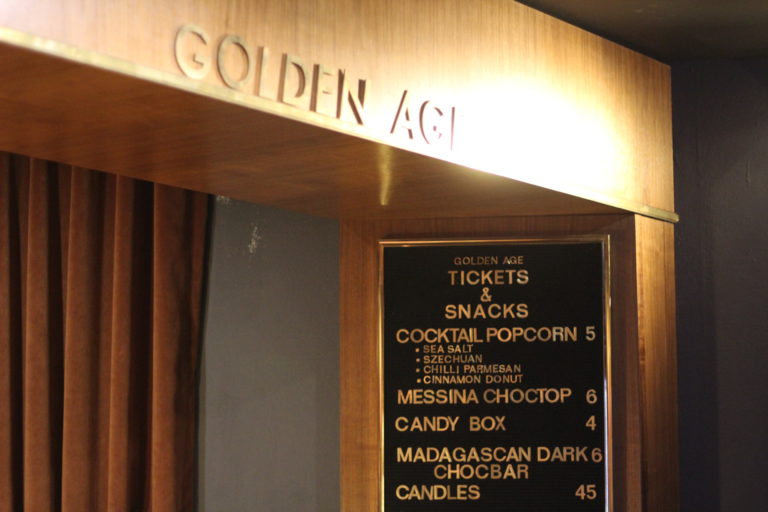 GOLDEN AGE
GOLDEN AGE
TICKETS
&
SNACKS
COCKTAIL POPCORN 5
• SEA SALT
• SZECHUAN
• CHILLI PARMESAN
• CINNAMON DONUT
MESSINA CHOCTOP 6
CANDY BOX 4
MADAGASCAN DARK 6
CHOCBAR
CANDLES 45